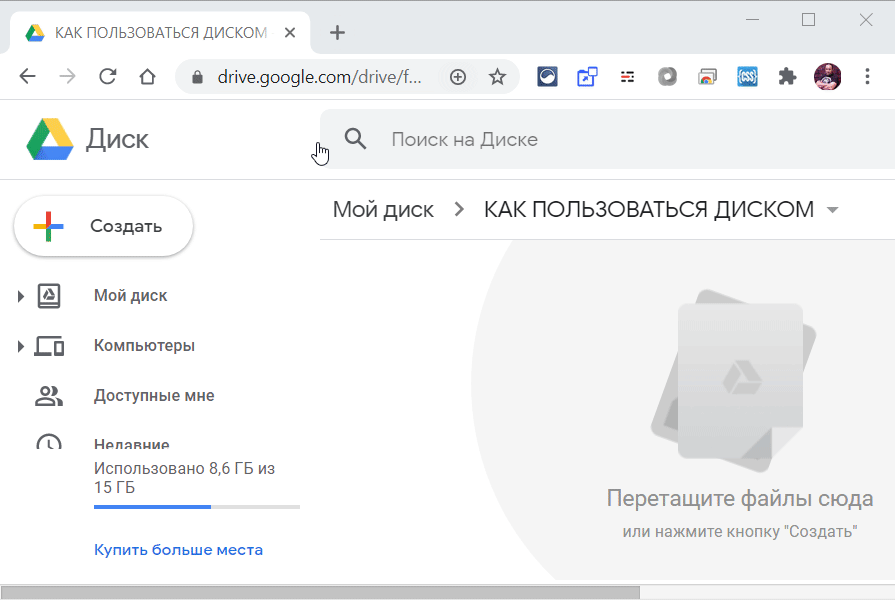 КАК ПОЛЬЗОВАТЬСЯ ДИСКОМ
drive.google.com/drive/f...
{css}
Диск
Поиск на Диске
Создать
Мой диск
КАК ПОЛЬЗОВАТЬСЯ ДИСКОМ
Мой диск
Компьютеры
Доступные мне
Недавние
Использовано 8,6 ГБ из
15 ГБ
Купить больше места
Перетащите файлы сюда
или нажмите кнопку "Создать"